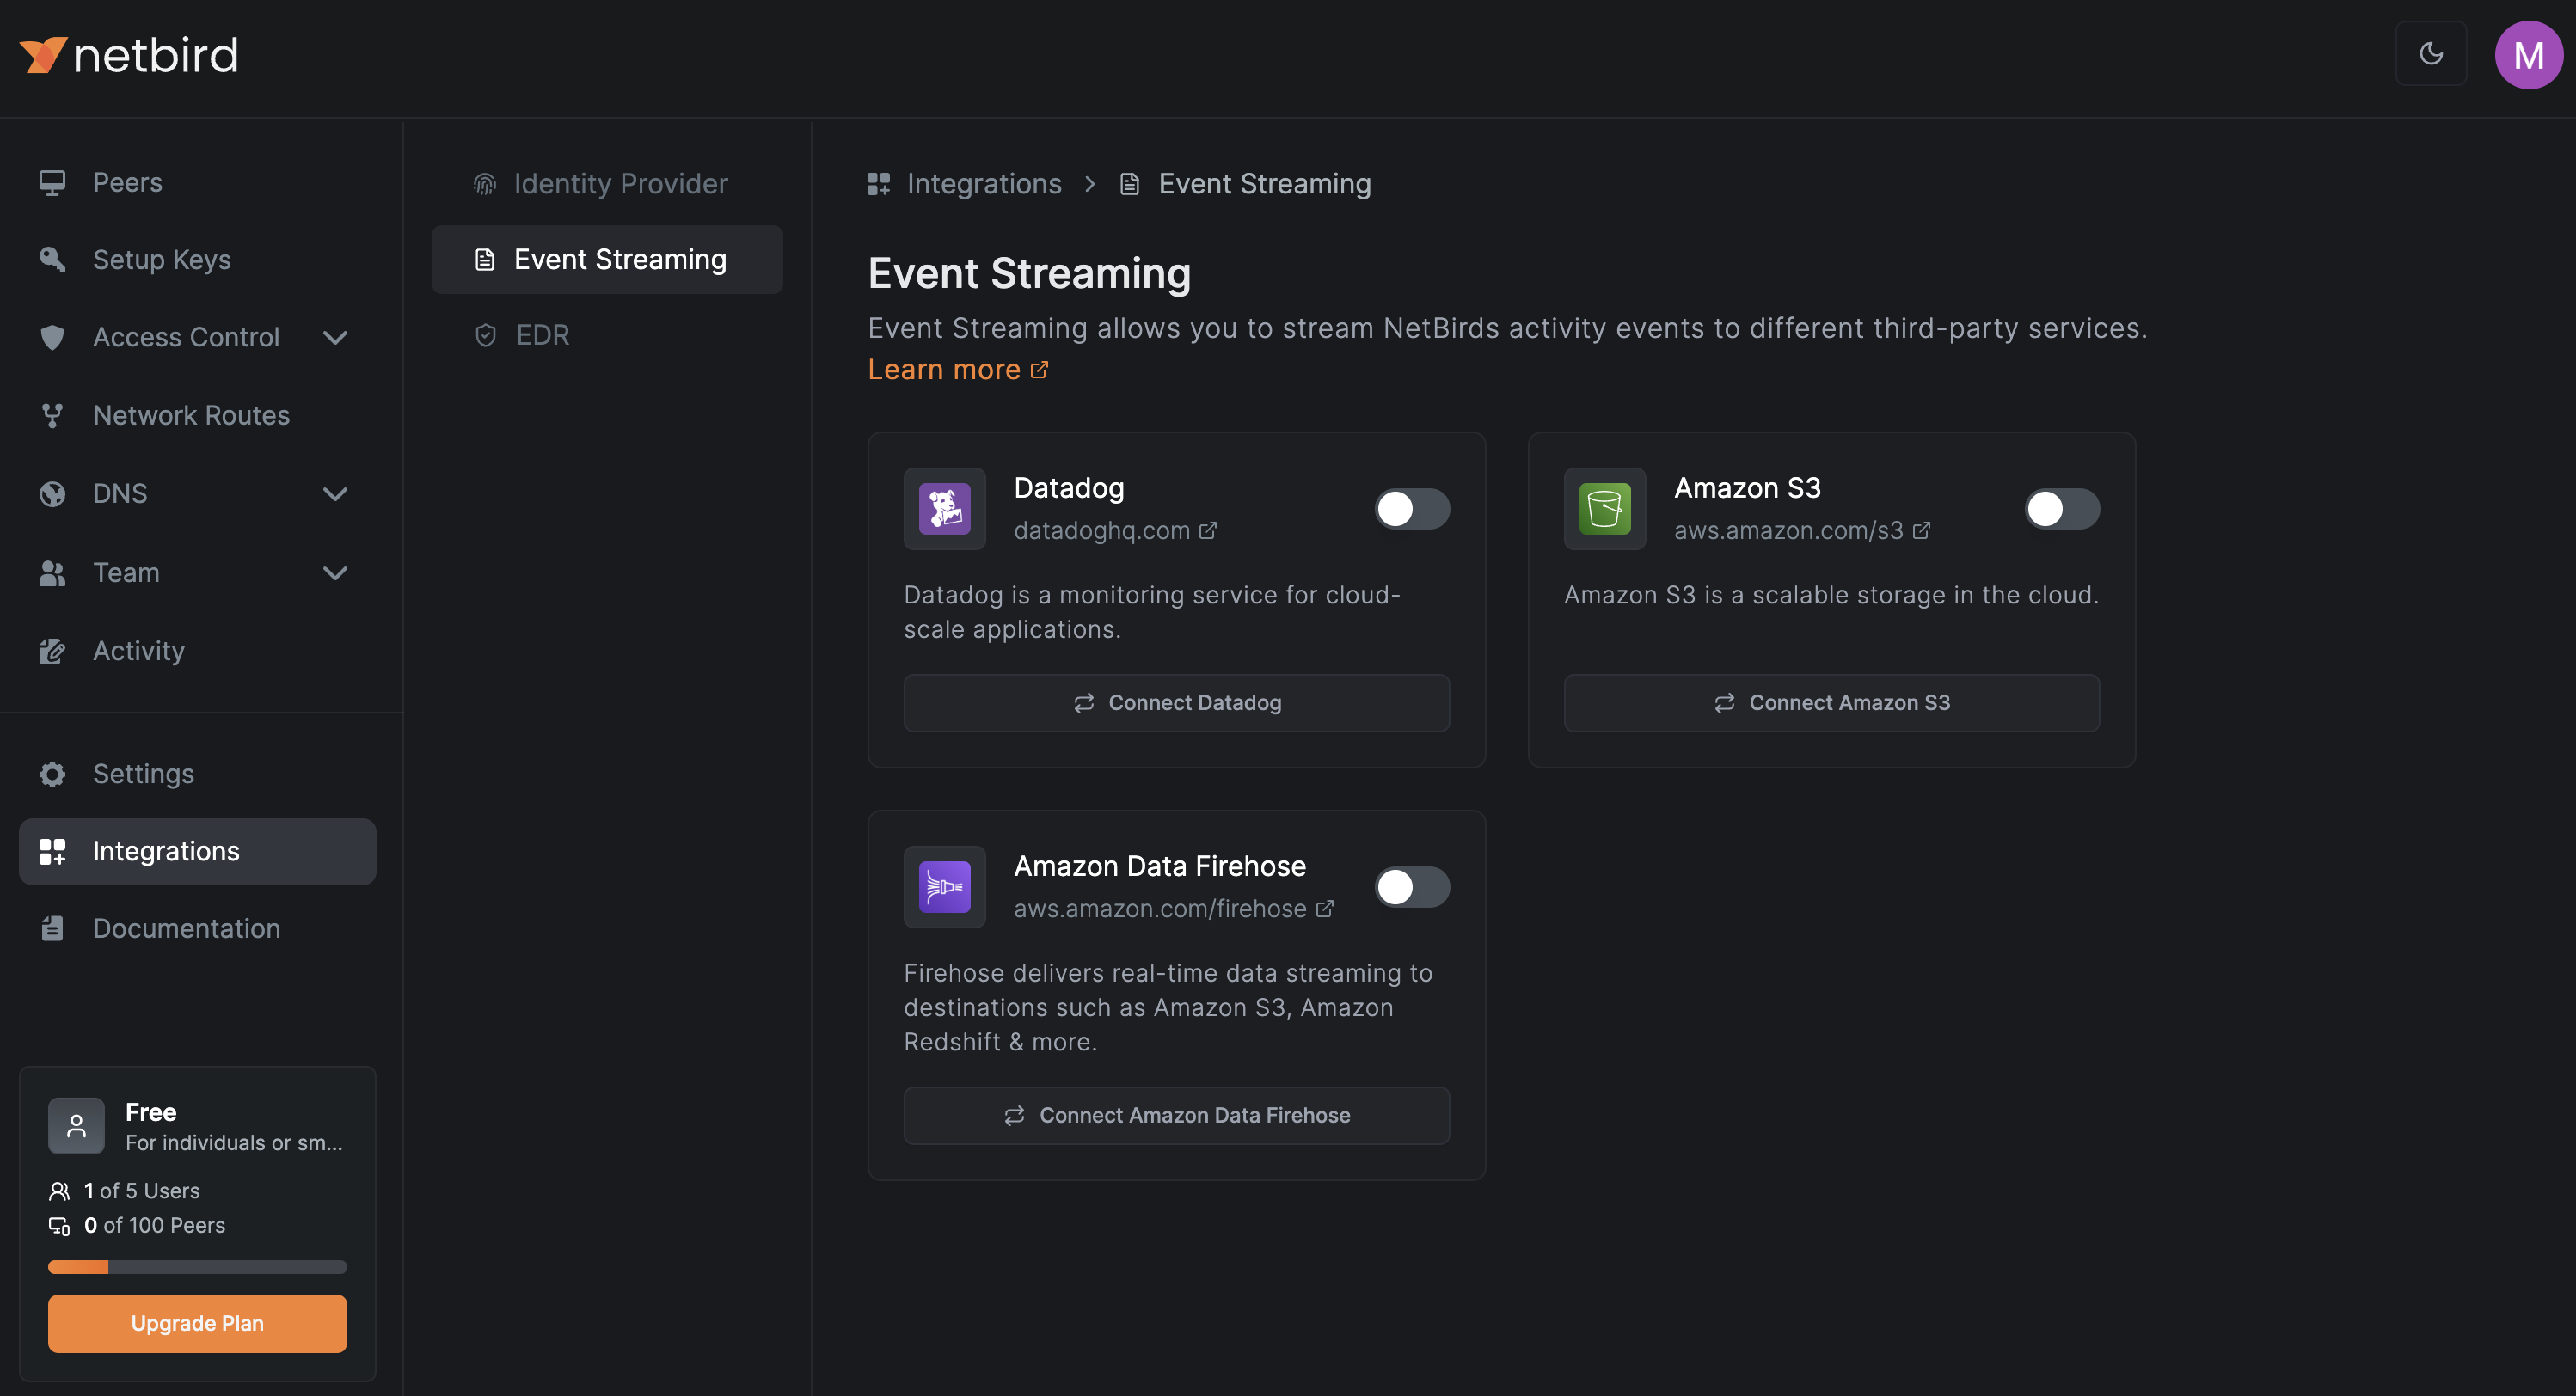 netbird
M
Peers
Setup Keys
Access Control
Network Routes
DNS
Team
Activity
Settings
Integrations
Documentation
Free
For individuals or sm...
1 of 5 Users
0 of 100 Peers
Upgrade Plan
Identity Provider
Event Streaming
EDR
Integrations > Event Streaming
Event Streaming
Event Streaming allows you to stream NetBirds activity events to different third-party services.
Learn more
Datadog
datadoghq.com
Datadog is a monitoring service for cloud-
scale applications.
Connect Datadog
Amazon S3
aws.amazon.com/s3
Amazon S3 is a scalable storage in the cloud.
Connect Amazon S3
Amazon Data Firehose
aws.amazon.com/firehose
Firehose delivers real-time data streaming to
destinations such as Amazon S3, Amazon
Redshift & more.
Connect Amazon Data Firehose